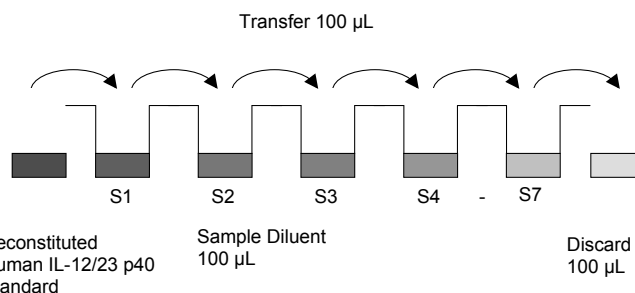 Transfer 100 µL
S1 S2 S3 S4 - S7
Sample Diluent
100 µL
Discard
100 µL
IL-12/23 p40